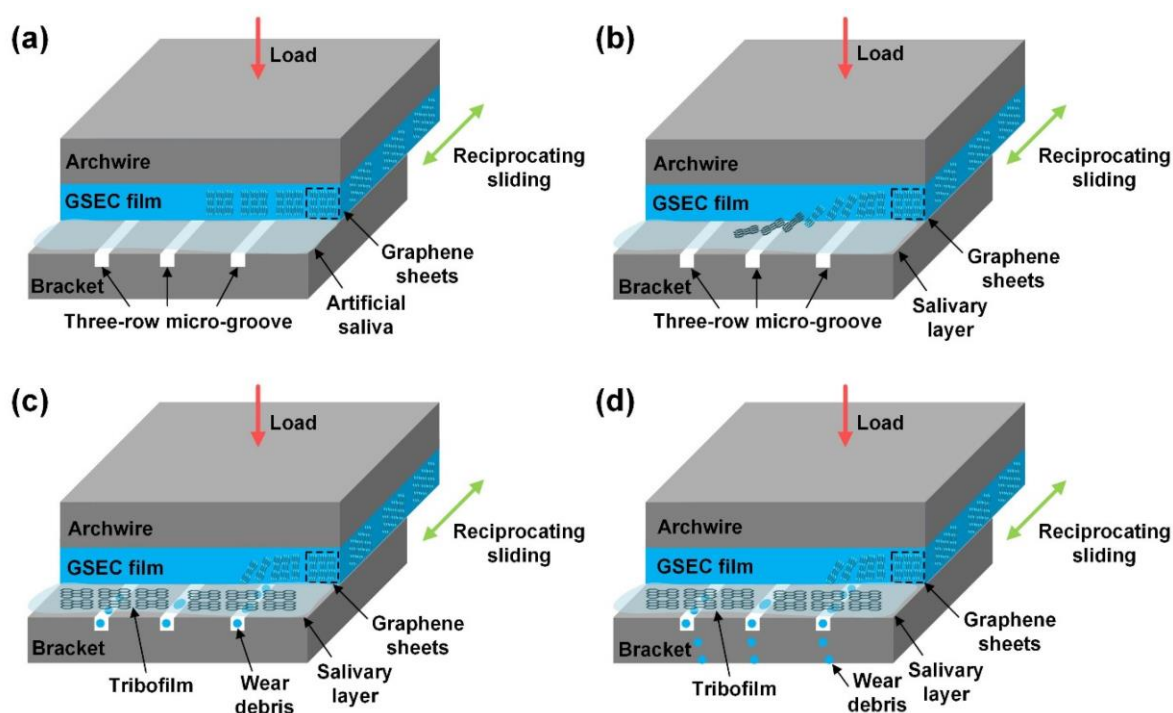 (a)
Load
Archwire
Reciprocating
sliding
GSEC film
Graphene
sheets
Bracket
Artificial
saliva
Three-row micro-groove
(b)
Load
Archwire
Reciprocating
sliding
GSEC film
Graphene
sheets
Bracket
Salivary
layer
Three-row micro-groove
(c)
Load
Archwire
Reciprocating
sliding
GSEC film
Graphene
sheets
Bracket
Salivary
layer
Tribofilm
Wear
debris
(d)
Load
Archwire
Reciprocating
sliding
GSEC film
Graphene
sheets
Bracket
Salivary
layer
Tribofilm
Wear
debris